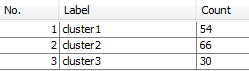 No. Label Count
1 cluster1 54
2 cluster2 66
3 cluster3 30